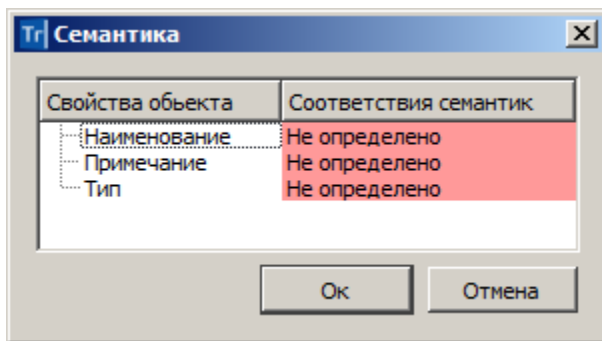 Tr Семантика
Свойства обьекта Соответствия семантик
Наименование Не определено
Примечание Не определено
Тип Не определено
Ок Отмена